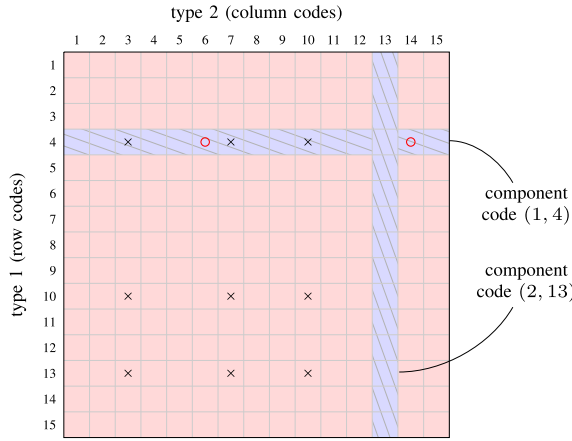 type 2 (column codes)
1 2 3 4 5 6 7 8 9 10 11 12 13 14 15
type 1 (row codes)
1
2
3
4
5
6
7
8
9
10
11
12
13
14
15
component
code (1, 4)
component
code (2, 13)